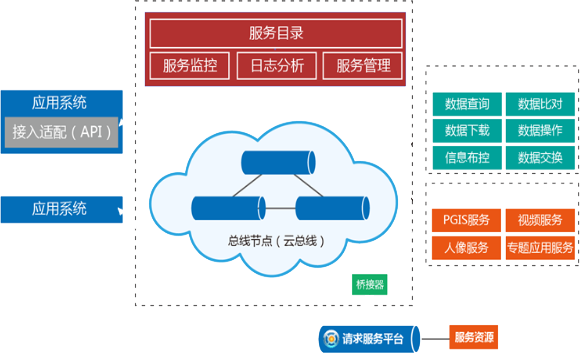 服务目录
服务监控 日志分析 服务管理
应用系统
接入适配（API）
应用系统
总线节点（云总线）
桥接器
数据查询 数据比对
数据下载 数据操作
信息布控 数据交换
PGIS服务 视频服务
人像服务 专题应用服务
请求服务平台 服务资源